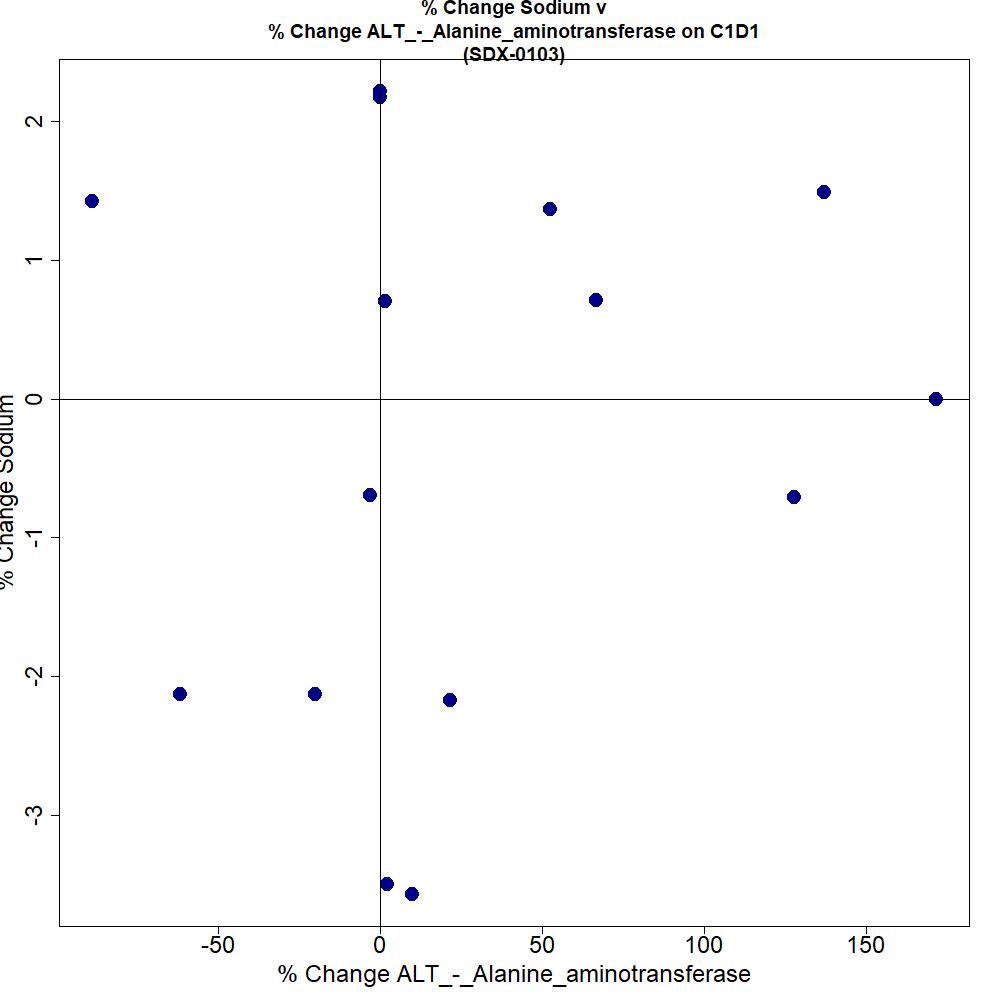 % Change Sodium v
% Change ALT_-_Alanine_aminotransferase on C1D1
(SDX-0103)
2
1
0
-1
-2
-3
% Change Sodium
-50
0
50
100
150
% Change ALT_-_Alanine_aminotransferase